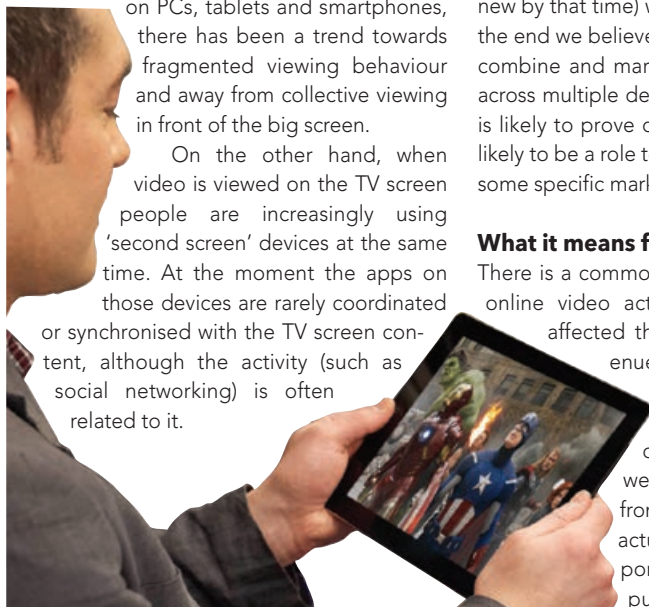 on PCs, tablets and smartphones,
there has been a trend towards
fragmented viewing behaviour
and away from collective viewing
in front of the big screen.
On the other hand, when
video is viewed on the TV screen
people are increasingly using
'second screen' devices at the same
time. At the moment the apps on
those devices are rarely coordinated
or synchronised with the TV screen con-
tent, although the activity (such as
social networking) is often
related to it.
new by that time) w
the end we believe
combine and mar
across multiple de
is likely to prove
likely to be a role t
some specific mark
What it means f
There is a commo
online video act
affected th
enue
we
fron
actu
por
pu